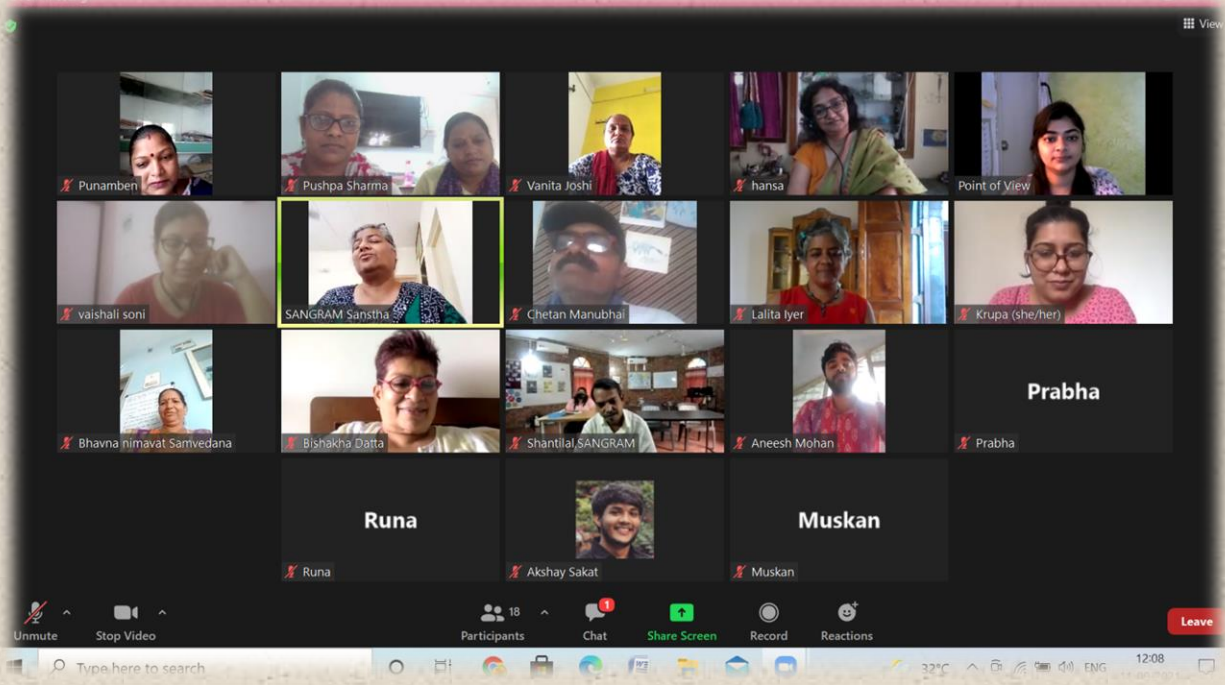 View
Punamben
Pushpa Sharma
Vanita Joshi
hansa
Point of View
vaishali soni
SANGRAM Sanstha
Chetan Manubhai
Lalita Iyer
Krupa (she/her)
Bhavna nimavat Samvedana
Bishakha Datta
Shantilal SANGRAM
Aneesh Mohan
Prabha
Prabha
Runa
Muskan
Runa
Akshay Sakat
Muskan
18
1
Unmute
Stop Video
Participants
Chat
Share Screen
Record
Reactions
Leave
Type here to search
32°C
ENG
12:08